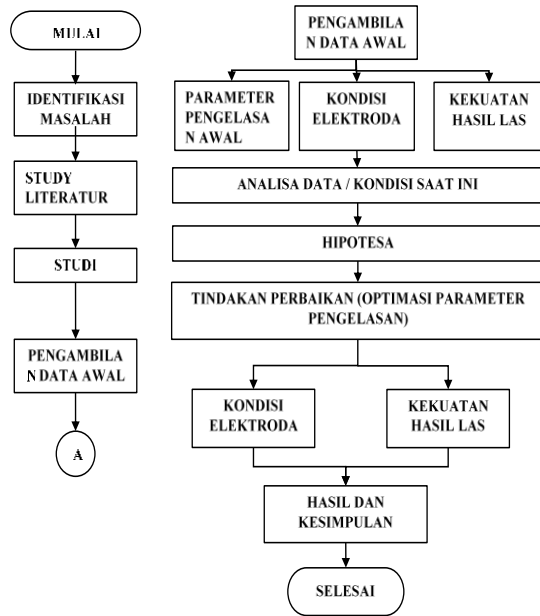 MULAI
IDENTIFIKASI
MASALAH
STUDY
LITERATUR
STUDI
PENGAMBILA
N DATA AWAL
A
PENGAMBILA
N DATA AWAL
PARAMETER
PENGELASA
N AWAL
KONDISI
ELEKTRODA
KEKUATAN
HASIL LAS
ANALISA DATA / KONDISI SAAT INI
HIPOTESA
TINDAKAN PERBAIKAN (OPTIMASI PARAMETER
PENGELASAN)
KONDISI
ELEKTRODA
KEKUATAN
HASIL LAS
HASIL DAN
KESIMPULAN
SELESAI